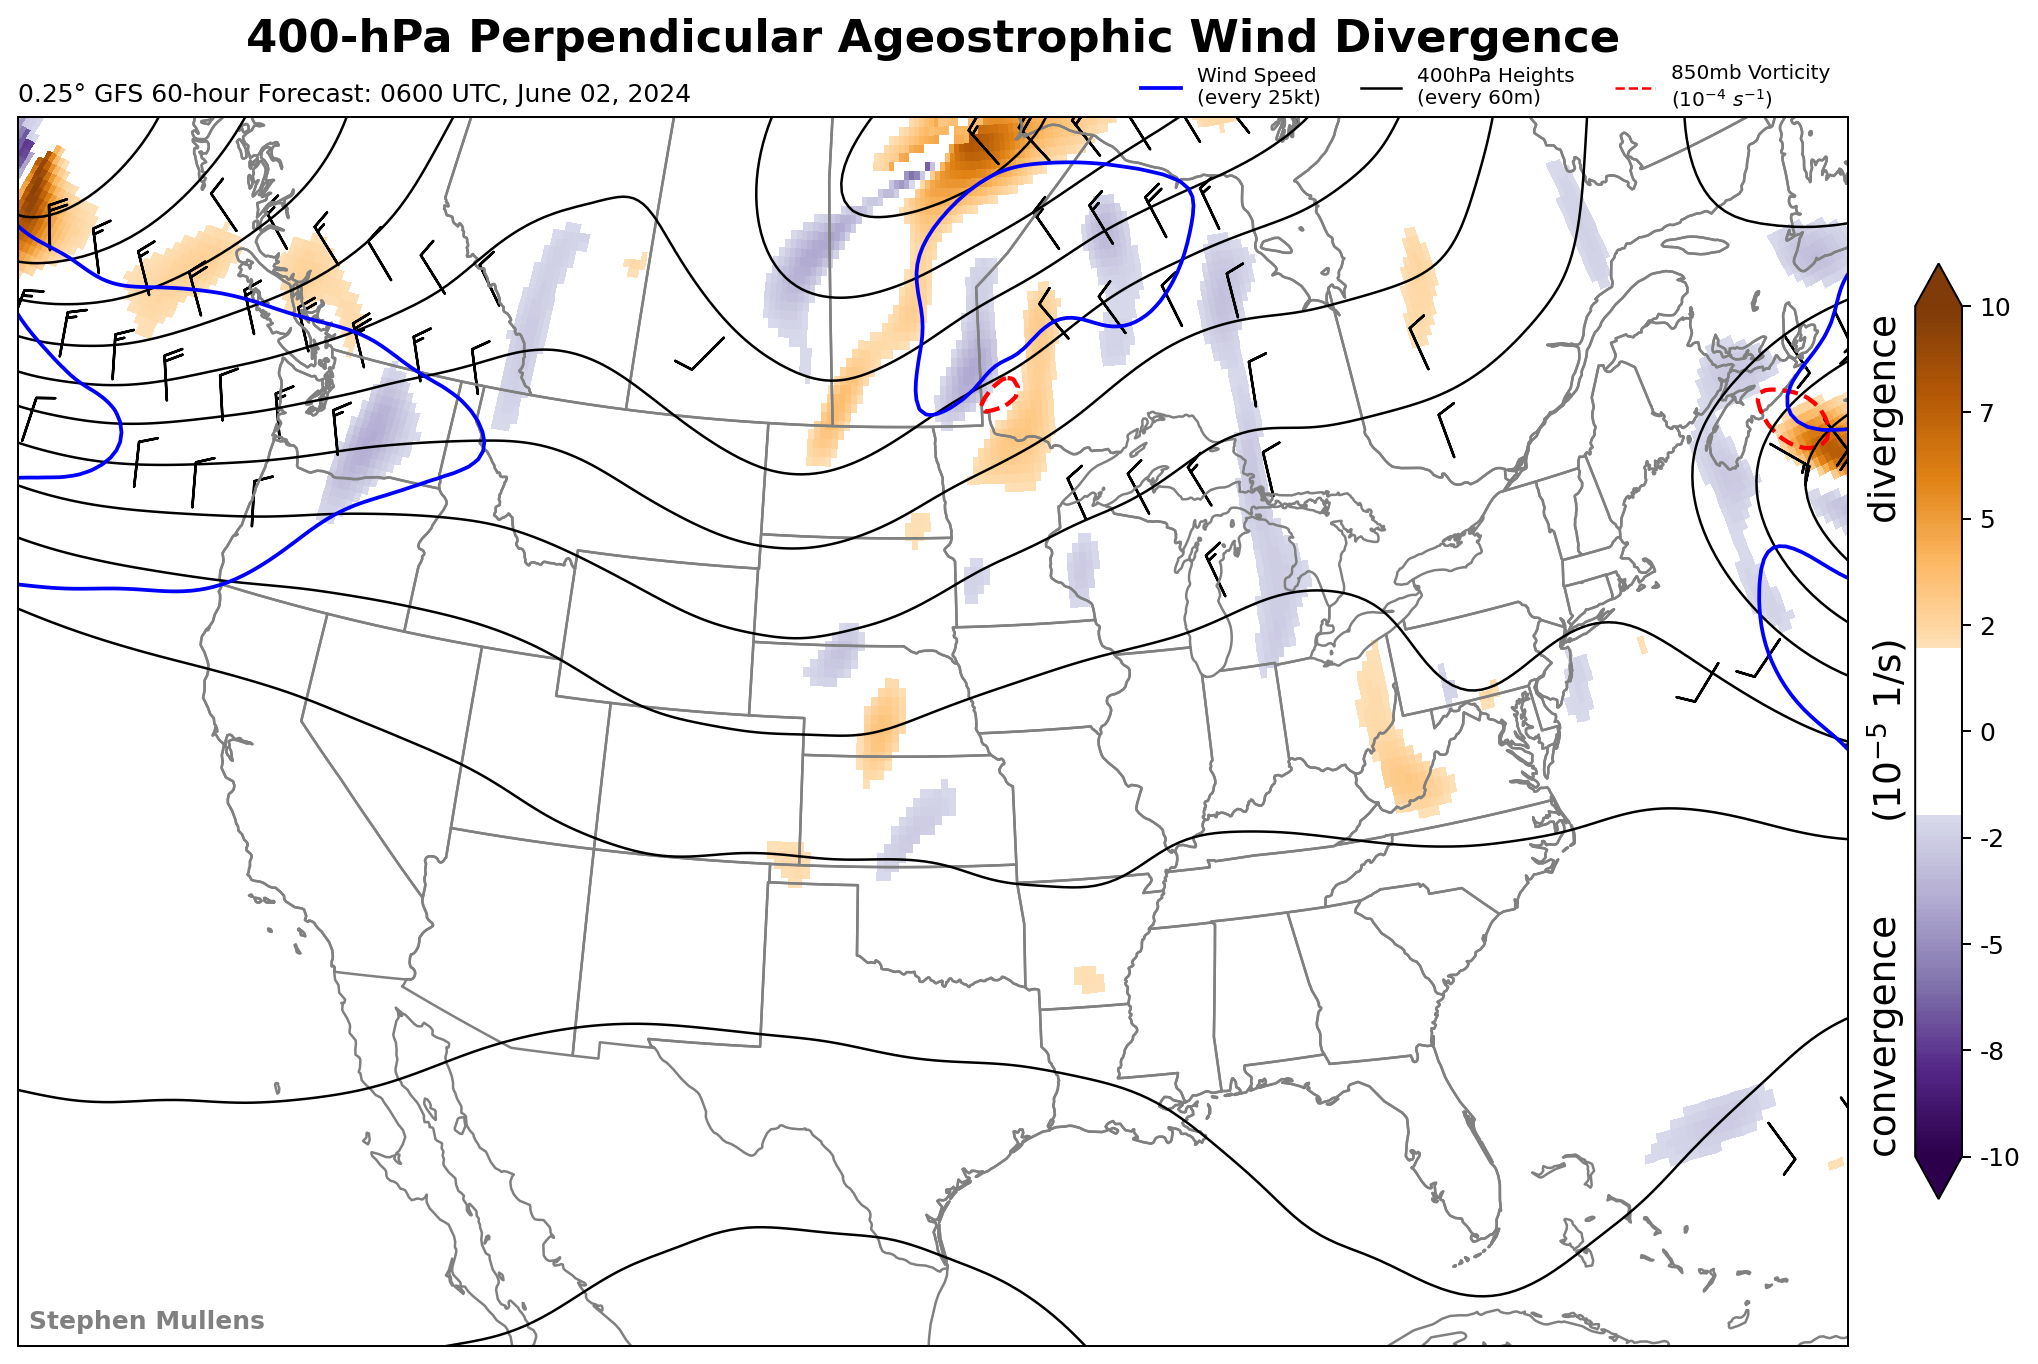 400-hPa Perpendicular Ageostrophic Wind Divergence
0.25° GFS 60-hour Forecast: 0600 UTC, June 02, 2024
Wind Speed
(every 25kt)
400hPa Heights
(every 60m)
850mb Vorticity
(10⁻⁴ s⁻¹)
10
7
5
2
0
-2
-5
-8
-10
convergence (10⁻⁵ 1/s) divergence
Stephen Mullens